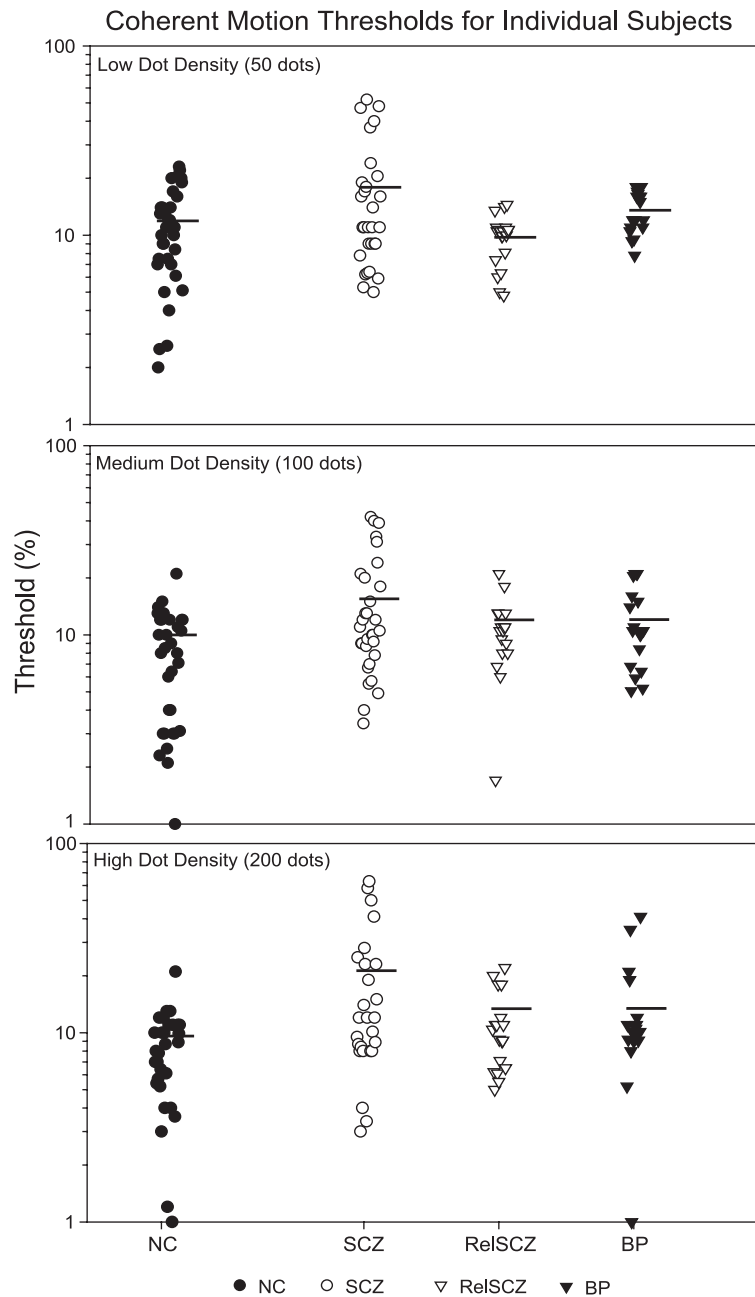 Coherent Motion Thresholds for Individual Subjects
100
Low Dot Density (50 dots)
10
1
100
Medium Dot Density (100 dots)
Threshold (%)
10
1
100
High Dot Density (200 dots)
10
1
NC SCZ RelSCZ BP
NC SCZ RelSCZ BP